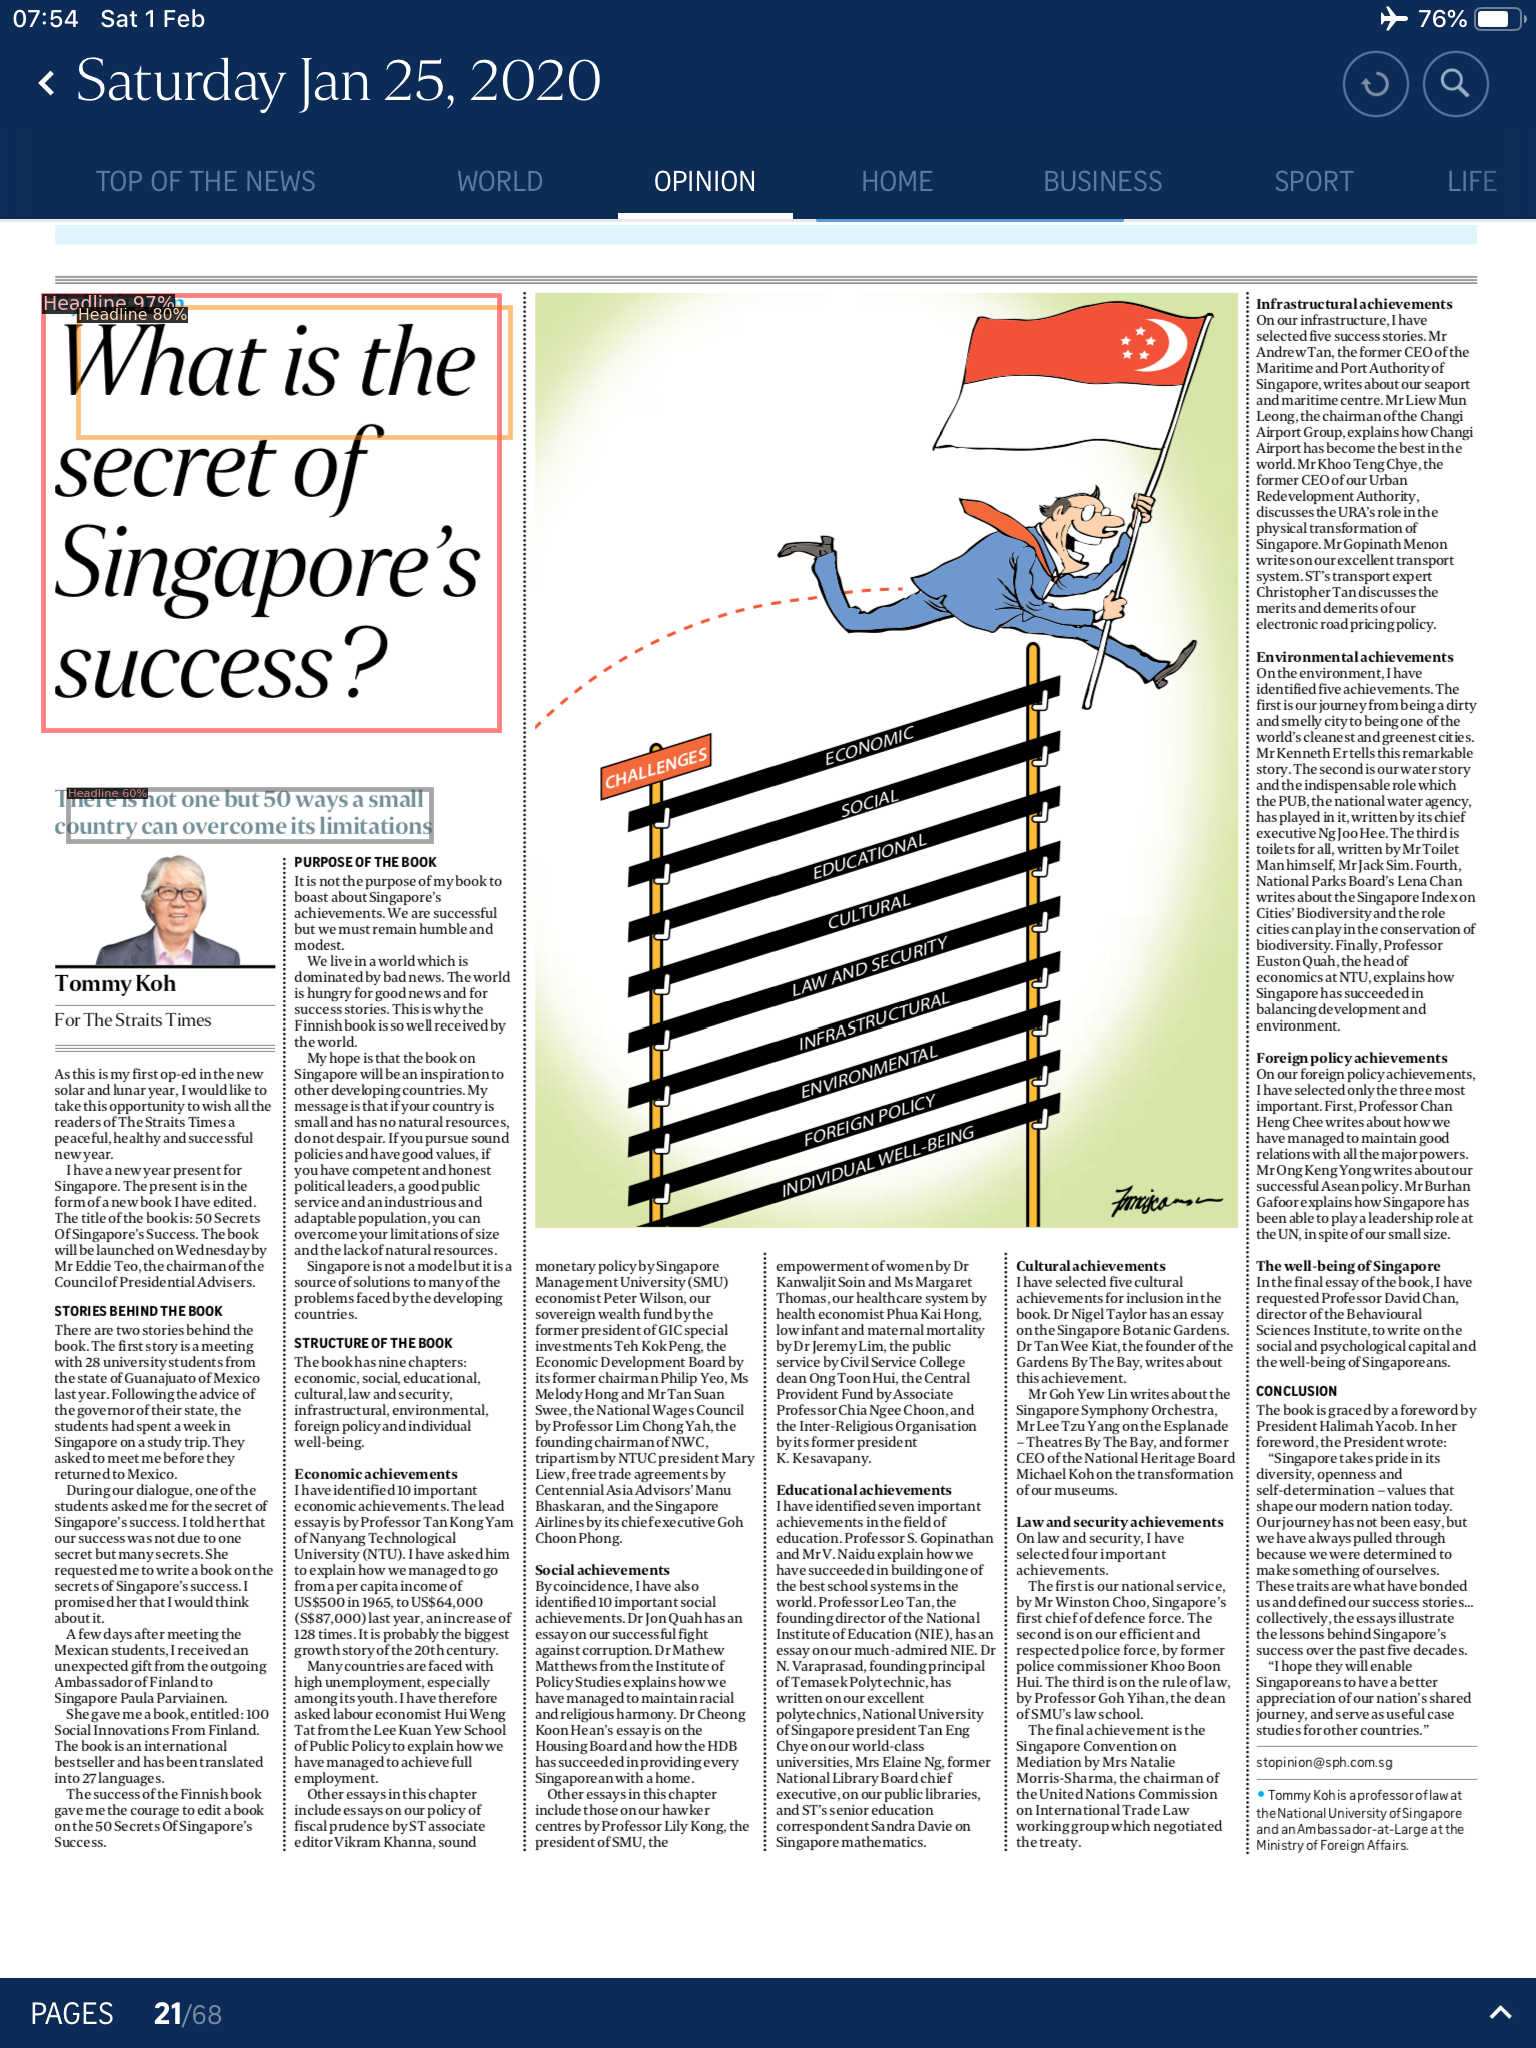 07:54 Sat 1 Feb
76%
Saturday Jan 25, 2020
TOP OF THE NEWS
WORLD
OPINION
HOME
BUSINESS
SPORT
LIFE
Headline 97%
Headline 80%
What is the
secret of
Singapore's
success?
Headline 60%
There is not one but 50 ways a small
country can overcome its limitations
Tommy Koh
For The Straits Times
As this is my first op-ed in the new
solar and lunar year, I would like to
take this opportunity to wish all the
readers of The Straits Times a
peaceful, healthy and successful
new year.
I have a new year present for
Singapore. The present is in the
form of a new book I have edited.
The title of the book is: 50 Secrets
Of Singapore's Success. The book
will be launched on Wednesday by
Mr Eddie Teo, the chairman of the
Council of Presidential Advisers.
STORIES BEHIND THE BOOK
There are two stories behind the
book. The first story is a meeting
with 28 university students from
the state of Guanajuato of Mexico
last year. Following the advice of
the governor of their state, the
students had spent a week in
Singapore on a study trip. They
asked to meet me before they
returned to Mexico.
During our dialogue, one of the
students asked me for the secret of
Singapore's success. I told her that
our success was not due to one
secret but many secrets. She
requested me to write a book on the
secrets of Singapore's success. I
promised her that I would think
about it.
A few days after meeting the
Mexican students, I received an
unexpected gift from the outgoing
Ambassador of Finland to
Singapore Paula Parviainen.
She gave me a book, entitled: 100
Social Innovations From Finland.
The book is an international
bestseller and has been translated
into 27 languages.
The success of the Finnish book
gave me the courage to edit a book
on the 50 Secrets Of Singapore's
Success.
PURPOSE OF THE BOOK
It is not the purpose of my book to
boast about Singapore's
achievements. We are successful
but we must remain humble and
modest.
We live in a world which is
dominated by bad news. The world
is hungry for good news and for
success stories. This is why the
Finnish book is so well received by
the world.
My hope is that the book on
Singapore will be an inspiration to
other developing countries. My
message is that if your country is
small and has no natural resources,
do not despair. If you pursue sound
policies and have good values, if
you have competent and honest
political leaders, a good public
service and an industrious and
adaptable population, you can
overcome your limitations of size
and the lack of natural resources.
Singapore is not a model but it is a
source of solutions to many of the
problems faced by the developing
countries.
STRUCTURE OF THE BOOK
The book has nine chapters:
economic, social, educational,
cultural, law and security,
infrastructural, environmental,
foreign policy and individual
well-being.
Economic achievements
I have identified 10 important
economic achievements. The lead
essay is by Professor Tan Kong Yam
of Nanyang Technological
University (NTU). I have asked him
to explain how we managed to go
from a per capita income of
US$500 in 1965, to US$64,000
(S$87,000) last year, an increase of
128 times. It is probably the biggest
growth story of the 20th century.
Many countries are faced with
high unemployment, especially
among its youth. I have therefore
asked labour economist Hui Weng
Tat from the Lee Kuan Yew School
of Public Policy to explain how we
have managed to achieve full
employment.
Other essays in this chapter
include essays on our policy of
fiscal prudence by ST associate
editor Vikram Khanna, sound
CHALLENGES
ECONOMIC
SOCIAL
EDUCATIONAL
CULTURAL
LAW AND SECURITY
INFRASTRUCTURAL
ENVIRONMENTAL
FOREIGN POLICY
INDIVIDUAL WELL-BEING
monetary policy by Singapore
Management University (SMU)
economist Peter Wilson, our
sovereign wealth fund by the
former president of GIC special
investments Teh Kok Peng, the
Economic Development Board by
its former chairman Philip Yeo, Ms
Melody Hong and Mr Tan Suan
Swee, the National Wages Council
by Professor Lim Chong Yah, the
founding chairman of NWC,
tripartism by NTUC president Mary
Liew, free trade agreements by
Centennial Asia Advisors' Manu
Bhaskaran, and the Singapore
Airlines by its chief executive Goh
Choon Phong.
Social achievements
By coincidence, I have also
identified 10 important social
achievements. Dr Jon Quah has an
essay on our successful fight
against corruption. Dr Mathew
Matthews from the Institute of
Policy Studies explains how we
have managed to maintain racial
and religious harmony. Dr Cheong
Koon Hean's essay is on the
Housing Board and how the HDB
has succeeded in providing every
Singaporean with a home.
Other essays in this chapter
include those on our hawker
centres by Professor Lily Kong, the
president of SMU, the
empowerment of women by Dr
Kanwaljit Soin and Ms Margaret
Thomas, our healthcare system by
health economist Phua Kai Hong,
low infant and maternal mortality
by Dr Jeremy Lim, the public
service by Civil Service College
dean Ong Toon Hui, the Central
Provident Fund by Associate
Professor Chia Ngee Choon, and
the Inter-Religious Organisation
by its former president
K. Kesavapany.
Educational achievements
I have identified seven important
achievements in the field of
education. Professor S. Gopinathan
and Mr V. Naidu explain how we
have succeeded in building one of
the best school systems in the
world. Professor Leo Tan, the
founding director of the National
Institute of Education (NIE), has an
essay on our much-admired NIE. Dr
N. Varaprasad, founding principal
of Temasek Polytechnic, has
written on our excellent
polytechnics, National University
of Singapore president Tan Eng
Chye on our world-class
universities, Mrs Elaine Ng, former
National Library Board chief
executive, on our public libraries,
and ST's senior education
correspondent Sandra Davie on
Singapore mathematics.
Cultural achievements
I have selected five cultural
achievements for inclusion in the
book. Dr Nigel Taylor has an essay
on the Singapore Botanic Gardens.
Dr Tan Wee Kiat, the founder of the
Gardens By The Bay, writes about
this achievement.
Mr Goh Yew Lin writes about the
Singapore Symphony Orchestra,
Mr Lee Tzu Yang on the Esplanade
– Theatres By The Bay, and former
CEO of the National Heritage Board
Michael Koh on the transformation
of our museums.
Law and security achievements
On law and security, I have
selected four important
achievements.
The first is our national service,
by Mr Winston Choo, Singapore's
first chief of defence force. The
second is on our efficient and
respected police force, by former
police commissioner Khoo Boon
Hui. The third is on the rule of law,
by Professor Goh Yihan, the dean
of SMU's law school.
The final achievement is the
Singapore Convention on
Mediation by Mrs Natalie
Morris-Sharma, the chairman of
the United Nations Commission
on International Trade Law
working group which negotiated
the treaty.
Infrastructural achievements
On our infrastructure, I have
selected five success stories. Mr
Andrew Tan, the former CEO of the
Maritime and Port Authority of
Singapore, writes about our seaport
and maritime centre. Mr Liew Mun
Leong, the chairman of the Changi
Airport Group, explains how Changi
Airport has become the best in the
world. Mr Khoo Teng Chye, the
former CEO of our Urban
Redevelopment Authority,
discusses the URA's role in the
physical transformation of
Singapore. Mr Gopinath Menon
writes on our excellent transport
system. ST's transport expert
Christopher Tan discusses the
merits and demerits of our
electronic road pricing policy.
Environmental achievements
On the environment, I have
identified five achievements. The
first is our journey from being a dirty
and smelly city to being one of the
world's cleanest and greenest cities.
Mr Kenneth Er tells this remarkable
story. The second is our water story
and the indispensable role which
the PUB, the national water agency,
has played in it, written by its chief
executive Ng Joo Hee. The third is
toilets for all, written by Mr Toilet
Man himself, Mr Jack Sim. Fourth,
National Parks Board's Lena Chan
writes about the Singapore Index on
Cities' Biodiversity and the role
cities can play in the conservation of
biodiversity. Finally, Professor
Euston Quah, the head of
economics at NTU, explains how
Singapore has succeeded in
balancing development and
environment.
Foreign policy achievements
On our foreign policy achievements,
I have selected only the three most
important. First, Professor Chan
Heng Chee writes about how we
have managed to maintain good
relations with all the major powers.
Mr Ong Keng Yong writes about our
successful Asean policy. Mr Burhan
Gafoor explains how Singapore has
been able to play a leadership role at
the UN, in spite of our small size.
The well-being of Singapore
In the final essay of the book, I have
requested Professor David Chan,
director of the Behavioural
Sciences Institute, to write on the
social and psychological capital and
the well-being of Singaporeans.
CONCLUSION
The book is graced by a foreword by
President Halimah Yacob. In her
foreword, the President wrote:
"Singapore takes pride in its
diversity, openness and
self-determination – values that
shape our modern nation today.
Our journey has not been easy, but
we have always pulled through
because we were determined to
make something of ourselves.
These traits are what have bonded
us and defined our success stories...
collectively, the essays illustrate
the lessons behind Singapore's
success over the past five decades.
"I hope they will enable
Singaporeans to have a better
appreciation of our nation's shared
journey, and serve as useful case
studies for other countries."
stopinion@sph.com.sg
• Tommy Koh is a professor of law at
the National University of Singapore
and an Ambassador-at-Large at the
Ministry of Foreign Affairs.
PAGES 21/68